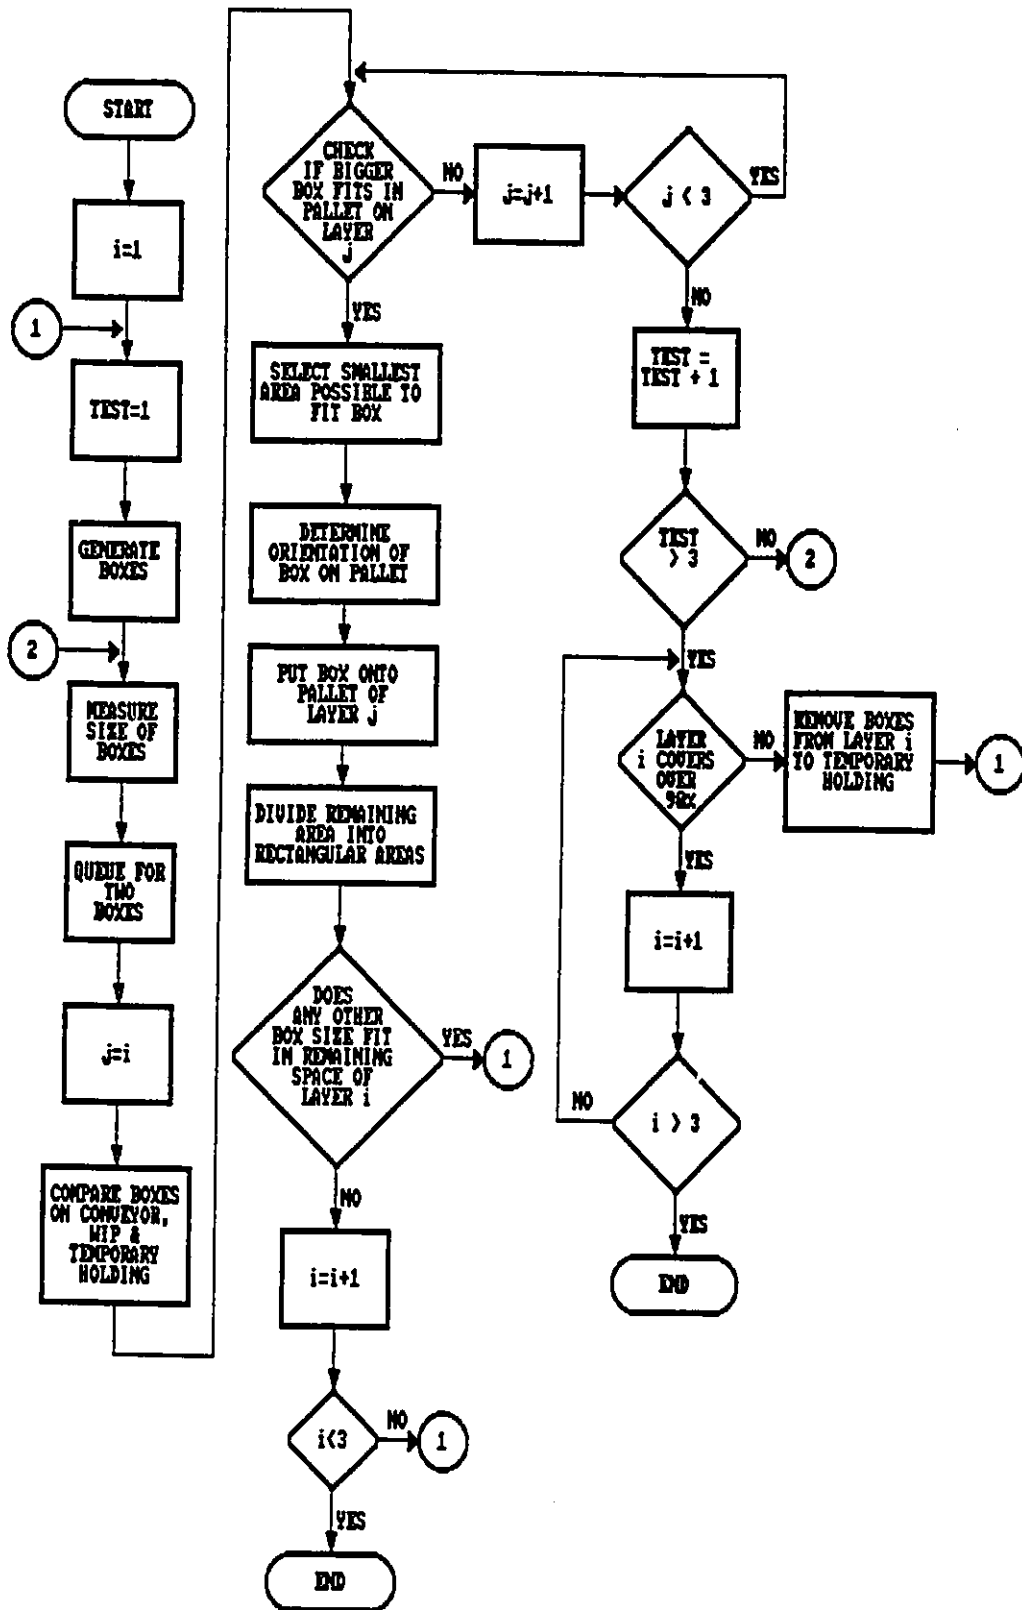 START
i=1
1
TEST=1
GENERATE
BOXES
2
MEASURE
SIZE OF
BOXES
QUEUE FOR
TWO
BOXES
j=i
COMPARE BOXES
ON CONVEYOR,
WIP &
TEMPORARY
HOLDING
CHECK
IF BIGGER
BOX FITS IN
PALLET ON
LAYER
j
NO
YES
SELECT SMALLEST
AREA POSSIBLE TO
FIT BOX
DETERMINE
ORIENTATION OF
BOX ON PALLET
PUT BOX ONTO
PALLET OF
LAYER j
DIVIDE REMAINING
AREA INTO
RECTANGULAR AREAS
DOES
ANY OTHER
BOX SIZE FIT
IN REMAINING
SPACE OF
LAYER i
YES
1
NO
i=i+1
i<3
NO
1
YES
END
j=j+1
j < 3
YES
NO
TEST =
TEST + 1
TEST
> 3
NO
2
YES
LAYER
i COVERS
OVER
98%
NO
REMOVE BOXES
FROM LAYER i
TO TEMPORARY
HOLDING
1
YES
i=i+1
i > 3
NO
YES
END